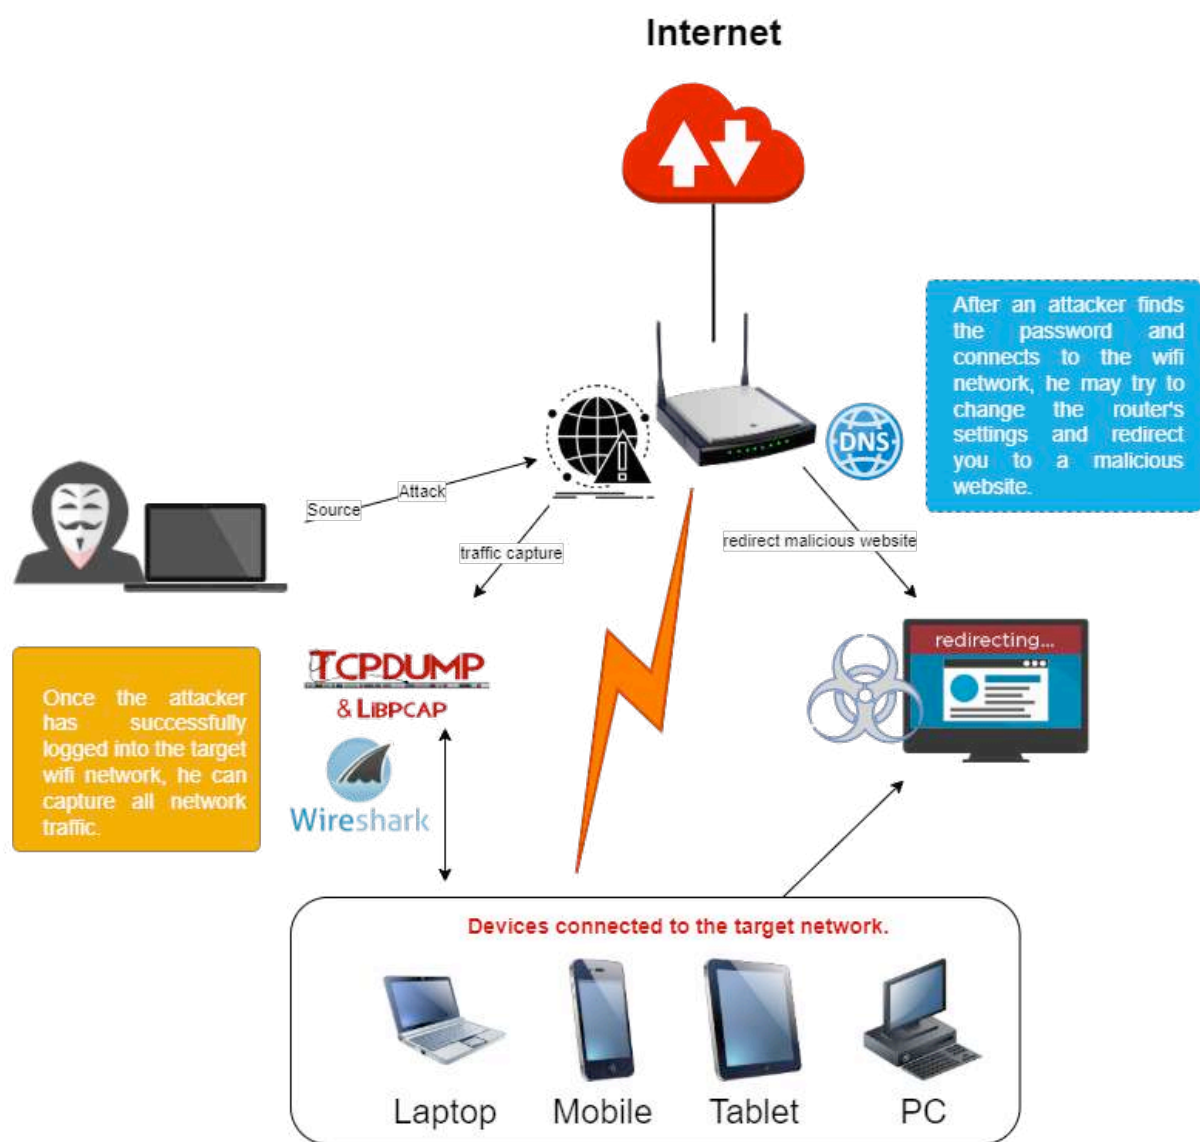 Internet
After an attacker finds
the password and
connects to the wifi
network, he may try to
change the router's
settings and redirect
you to a malicious
website.
DNS
Attack
Source
traffic capture
redirect malicious website
redirecting...
TCPDUMP
& LIBPCAP
Wireshark
Once the attacker
has successfully
logged into the target
wifi network, he can
capture all network
traffic.
Devices connected to the target network.
Laptop
Mobile
Tablet
PC